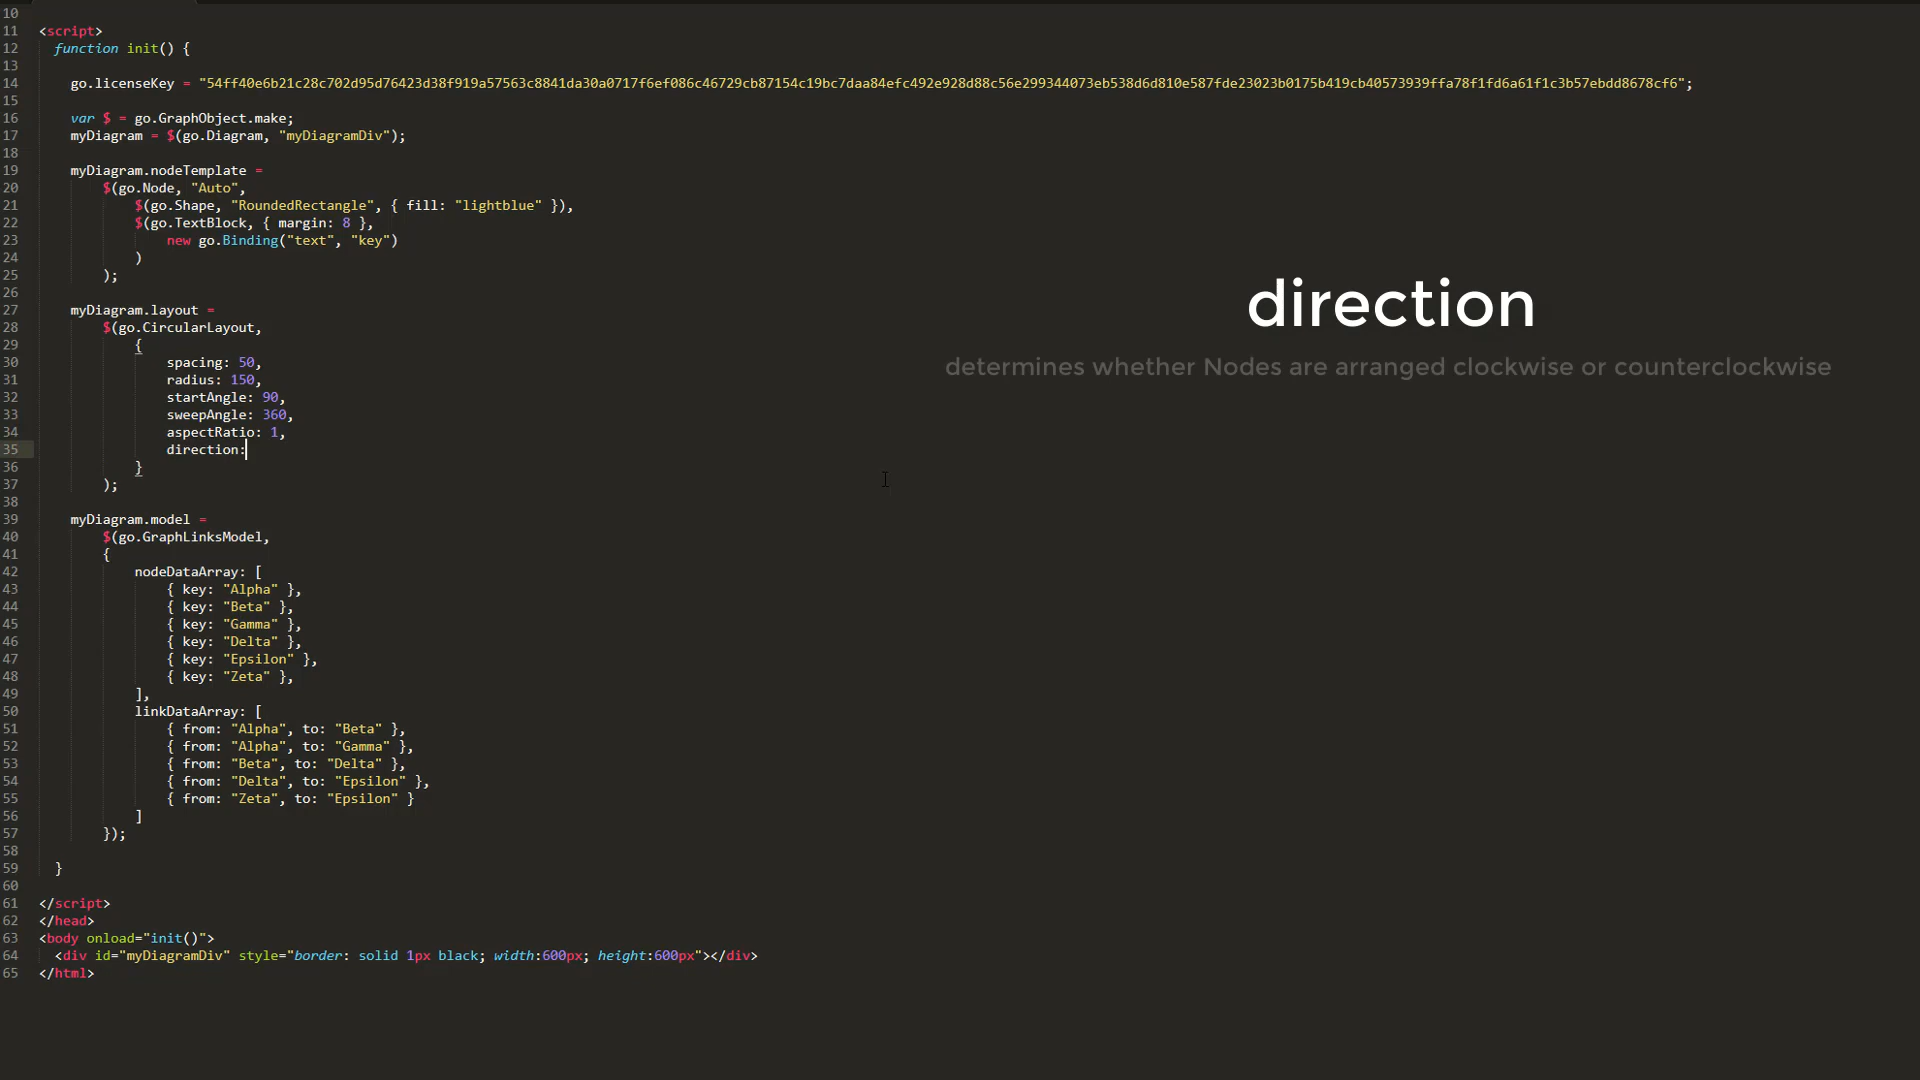 10
11 <script>
12 function init() {
13
14 go.licenseKey = "54ff40e6b21c28c702d95d76423d38f919a57563c8841da30a0717f6ef086c46729cb87154c19bc7daa84efc492e928d88c56e299344073eb538d6d810e587fde23023b0175b419cb40573939ffa78f1fd6a61f1c3b57ebdd8678cf6";
15
16 var $ = go.GraphObject.make;
17 myDiagram = $(go.Diagram, "myDiagramDiv");
18
19 myDiagram.nodeTemplate =
20 $(go.Node, "Auto",
21 $(go.Shape, "RoundedRectangle", { fill: "lightblue" }),
22 $(go.TextBlock, { margin: 8 },
23 new go.Binding("text", "key")
24 )
25 );
26
27 myDiagram.layout =
28 $(go.CircularLayout,
29 {
30 spacing: 50,
31 radius: 150,
32 startAngle: 90,
33 sweepAngle: 360,
34 aspectRatio: 1,
35 direction:
36 }
37 );
38
39 myDiagram.model =
40 $(go.GraphLinksModel,
41 {
42 nodeDataArray: [
43 { key: "Alpha" },
44 { key: "Beta" },
45 { key: "Gamma" },
46 { key: "Delta" },
47 { key: "Epsilon" },
48 { key: "Zeta" },
49 ],
50 linkDataArray: [
51 { from: "Alpha", to: "Beta" },
52 { from: "Alpha", to: "Gamma" },
53 { from: "Beta", to: "Delta" },
54 { from: "Delta", to: "Epsilon" },
55 { from: "Zeta", to: "Epsilon" }
56 ]
57 });
58
59 }
60
61 </script>
62 </head>
63 <body onload="init()">
64 <div id="myDiagramDiv" style="border: solid 1px black; width:600px; height:600px"></div>
65 </html>
direction
determines whether Nodes are arranged clockwise or counterclockwise